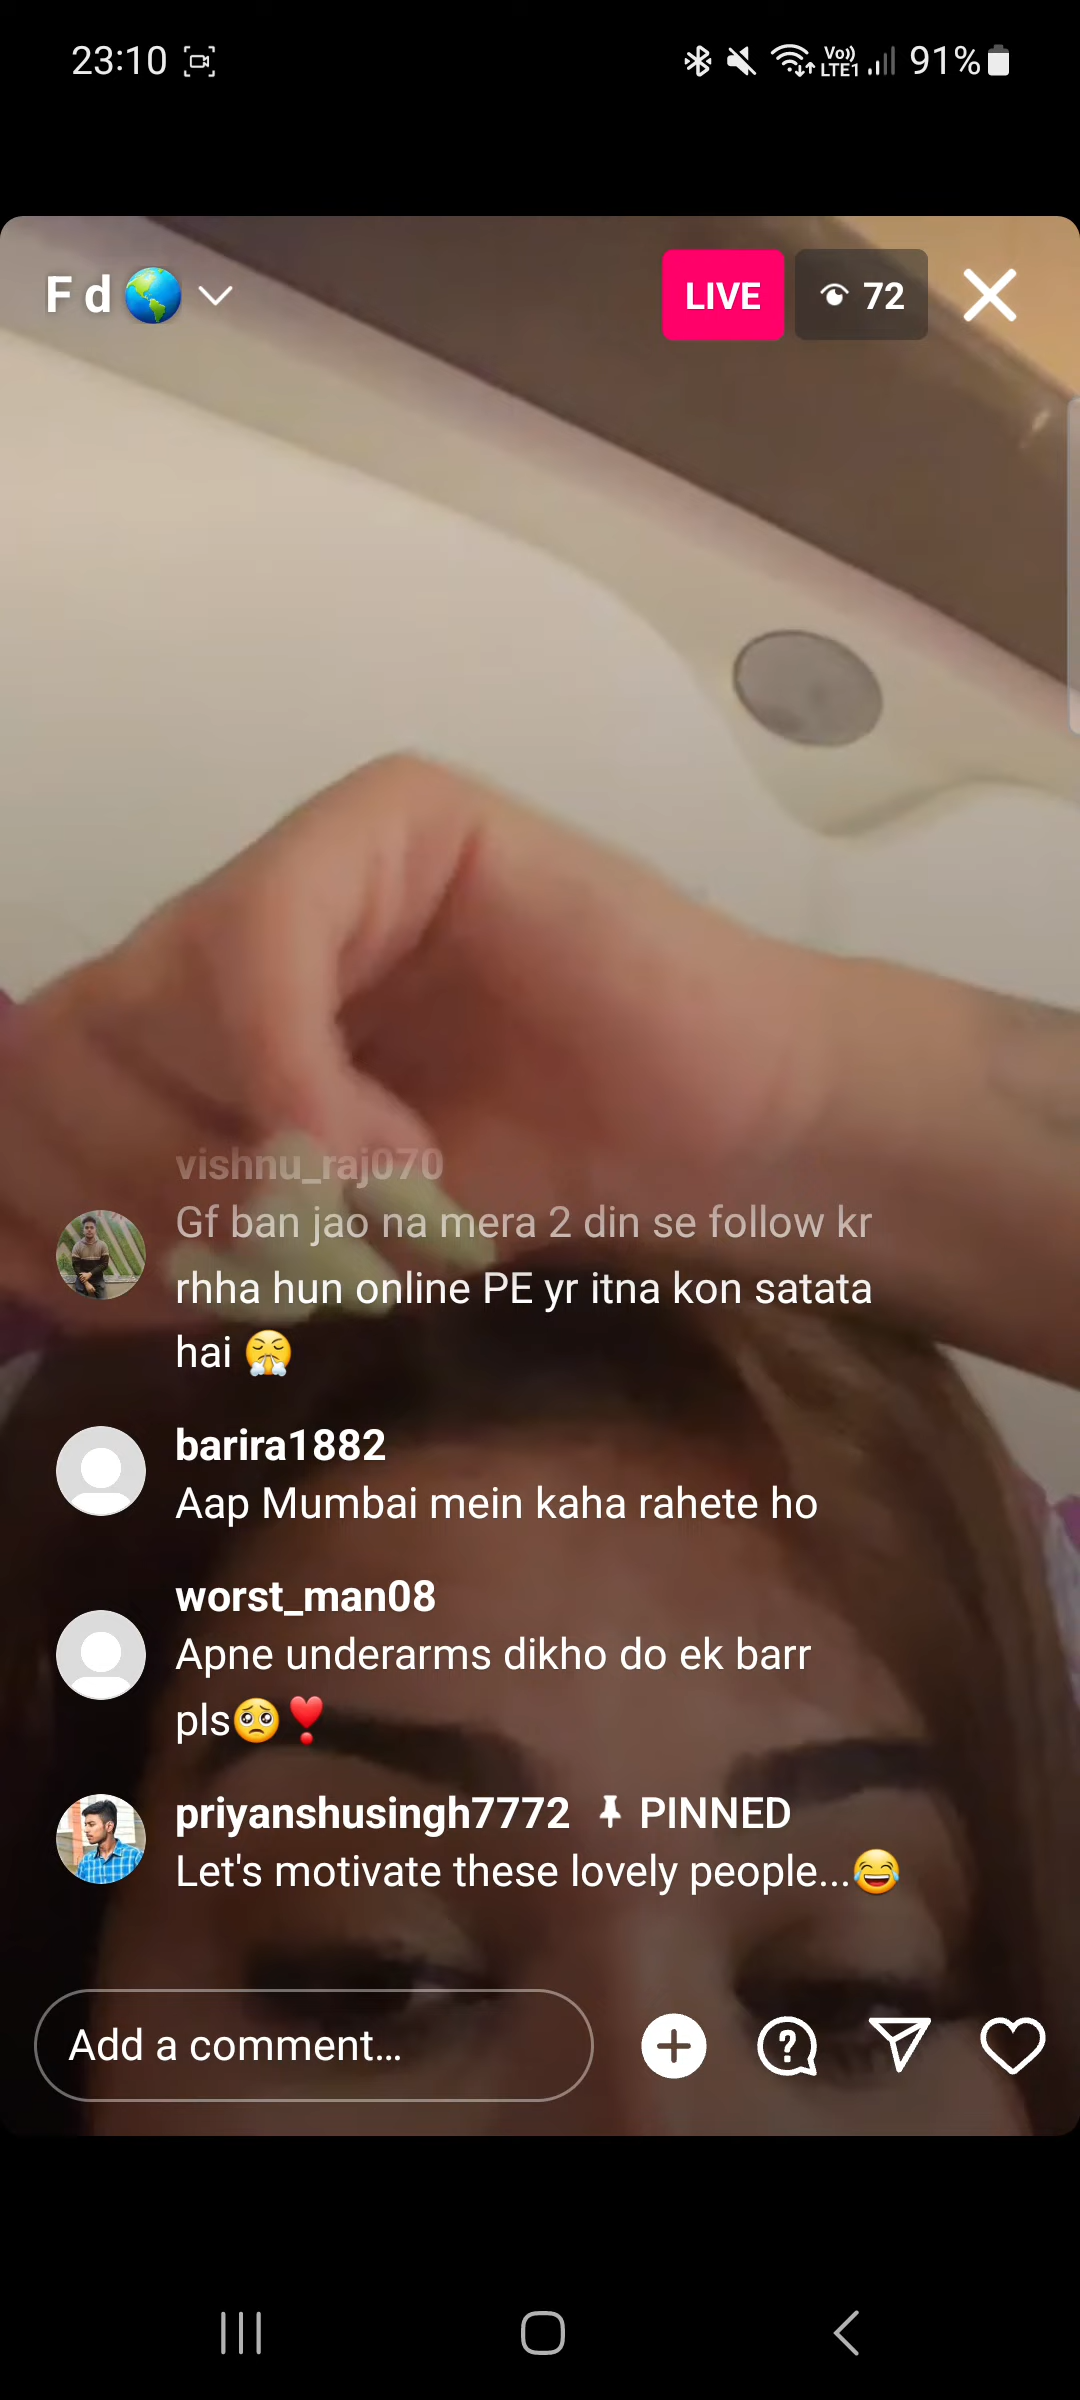 23:10 Vo)) LTE1 91%
F d LIVE 72
vishnu_raj070
Gf ban jao na mera 2 din se follow kr
rhha hun online PE yr itna kon satata
hai 😤
barira1882
Aap Mumbai mein kaha rahete ho
worst_man08
Apne underarms dikho do ek barr
pls🥺❣️
priyanshusingh7772 PINNED
Let's motivate these lovely people...😂
Add a comment...